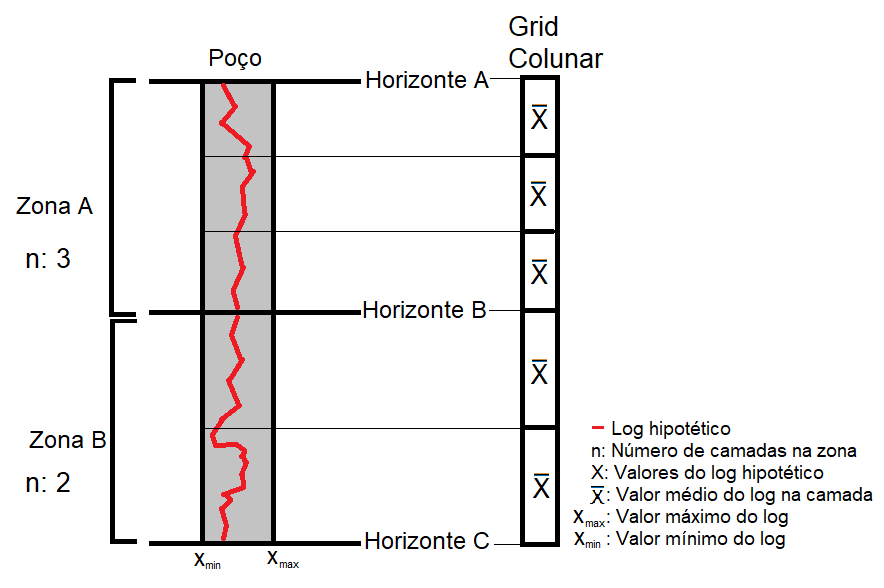 Grid
Colunar
Poço
Horizonte A
X̅
X̅
Zona A
n: 3
X̅
Horizonte B
X̅
Zona B
n: 2
X̅
Horizonte C
Xmin
Xmax
Log hipotético
n: Número de camadas na zona
X: Valores do log hipotético
X̅: Valor médio do log na camada
Xmax: Valor máximo do log
Xmin : Valor mínimo do log